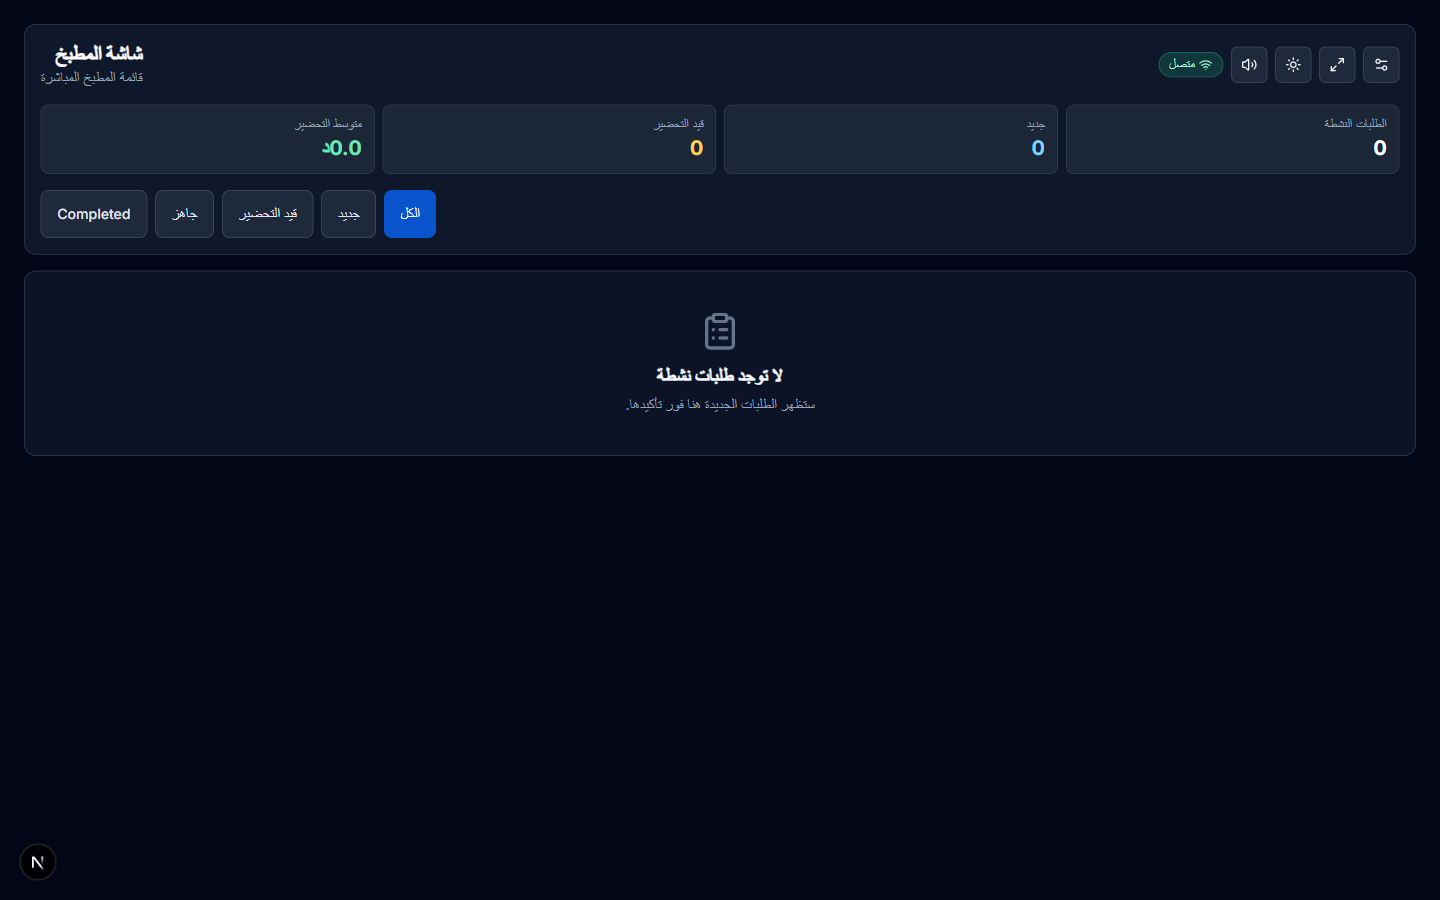 شاشة المطبخ
قائمة المطبخ المباشرة
متصل
الطلبات النشطة
0
جديد
0
قيد التحضير
0
متوسط التحضير
0.0د
الكل
جديد
قيد التحضير
جاهز
Completed
لا توجد طلبات نشطة
ستظهر الطلبات الجديدة هنا فور تأكيدها.
N